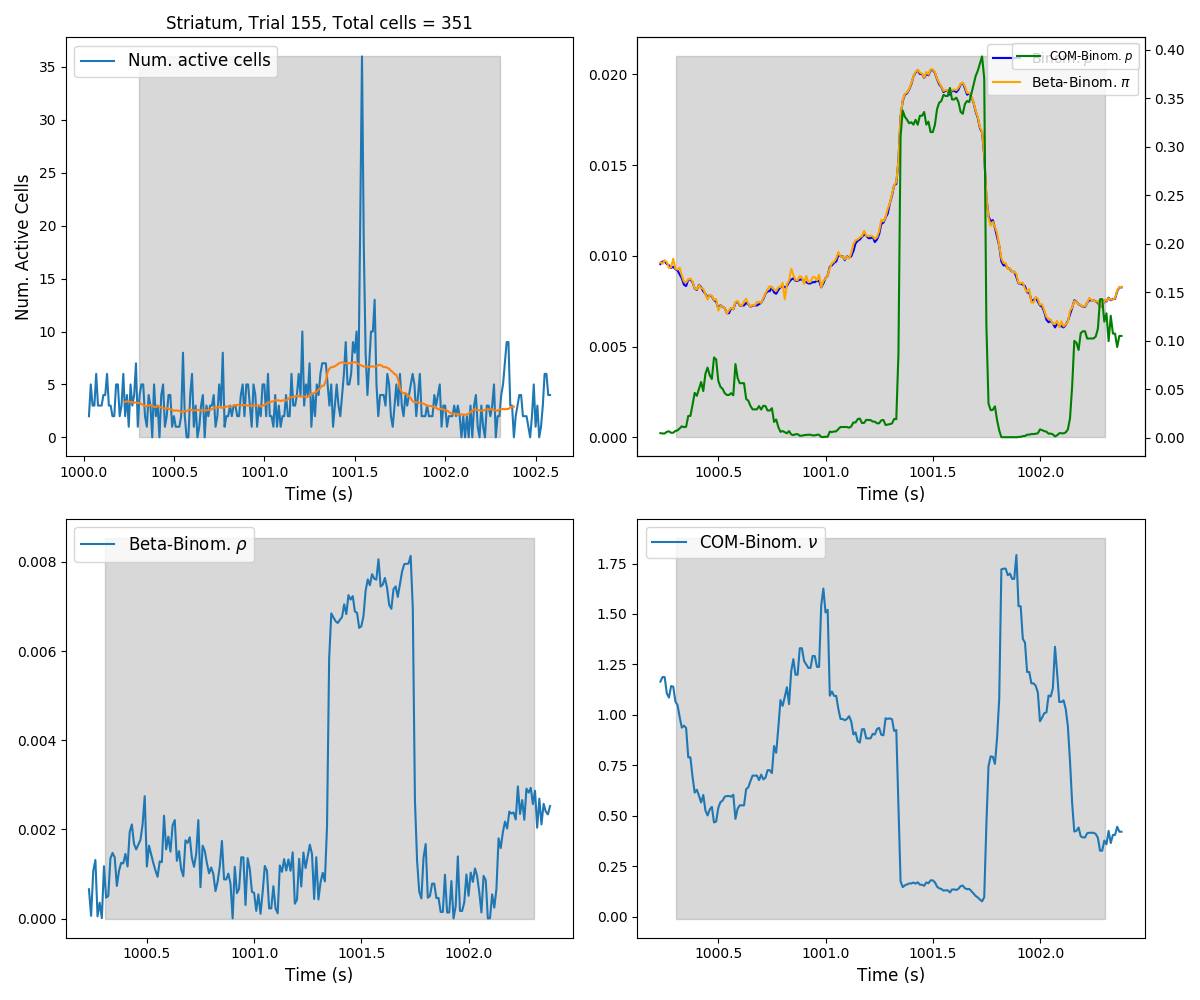 Striatum, Trial 155, Total cells = 351
Num. active cells
Num. Active Cells
35
30
25
20
15
10
5
0
1000.0 1000.5 1001.0 1001.5 1002.0 1002.5
Time (s)
COM-Binom. p
Beta-Binom. π
0.020
0.015
0.010
0.005
0.000
0.40
0.35
0.30
0.25
0.20
0.15
0.10
0.05
0.00
1000.5 1001.0 1001.5 1002.0
Time (s)
Beta-Binom. ρ
0.008
0.006
0.004
0.002
0.000
1000.5 1001.0 1001.5 1002.0
Time (s)
COM-Binom. ν
1.75
1.50
1.25
1.00
0.75
0.50
0.25
0.00
1000.5 1001.0 1001.5 1002.0
Time (s)